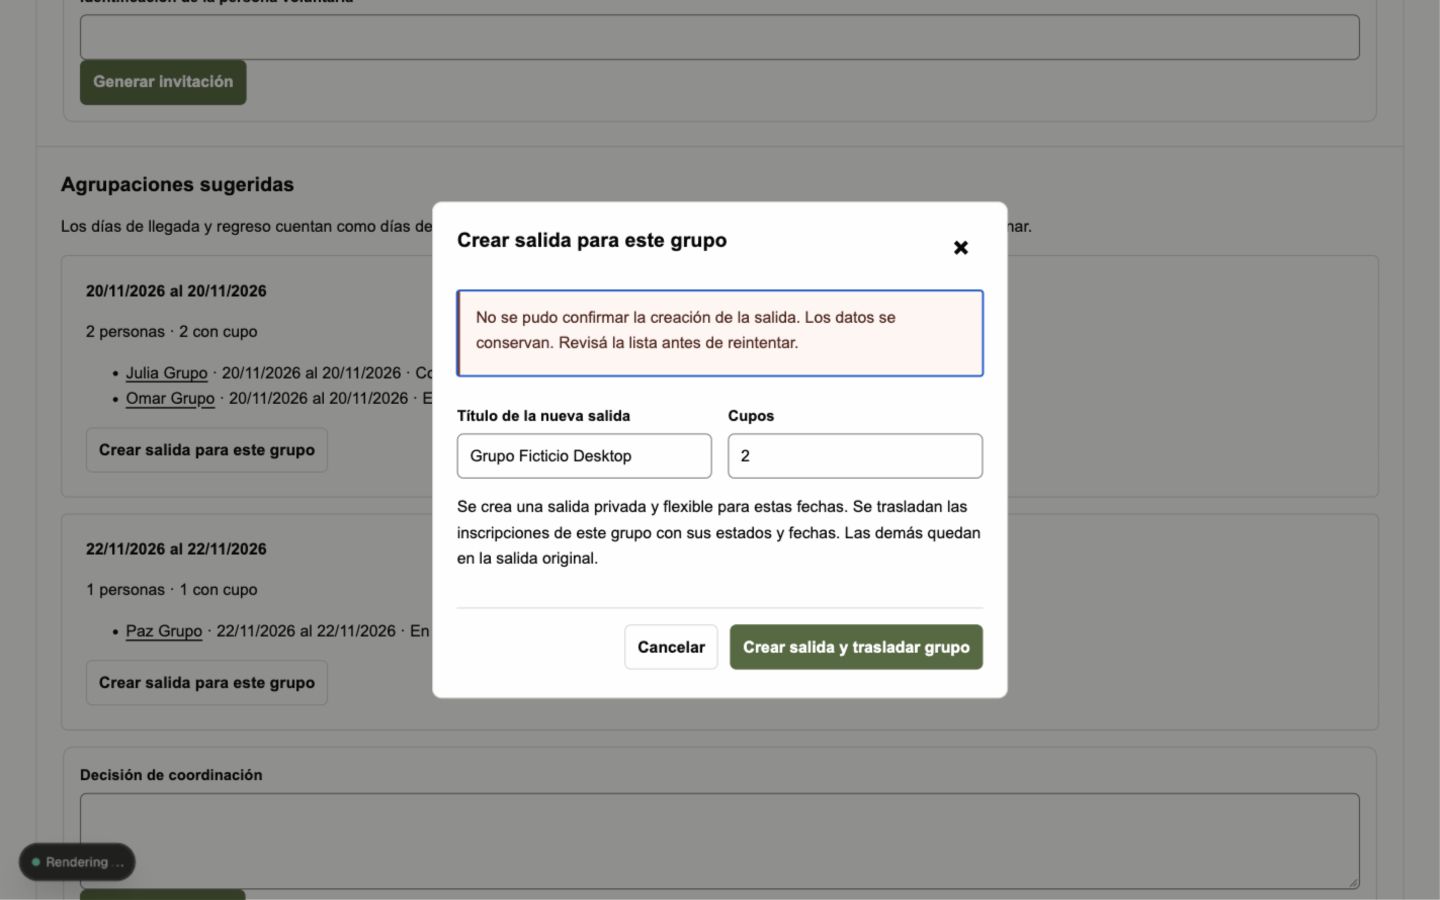 Identificación de la persona voluntaria
Generar invitación
Agrupaciones sugeridas
Los días de llegada y regreso cuentan como días de
nar.
20/11/2026 al 20/11/2026
2 personas · 2 con cupo
• Julia Grupo · 20/11/2026 al 20/11/2026 · Co
• Omar Grupo · 20/11/2026 al 20/11/2026 · E
Crear salida para este grupo
22/11/2026 al 22/11/2026
1 personas · 1 con cupo
• Paz Grupo · 22/11/2026 al 22/11/2026 · En
Crear salida para este grupo
Decisión de coordinación
Rendering ...
Crear salida para este grupo
No se pudo confirmar la creación de la salida. Los datos se
conservan. Revisá la lista antes de reintentar.
Título de la nueva salida
Cupos
Grupo Ficticio Desktop
2
Se crea una salida privada y flexible para estas fechas. Se trasladan las
inscripciones de este grupo con sus estados y fechas. Las demás quedan
en la salida original.
Cancelar
Crear salida y trasladar grupo